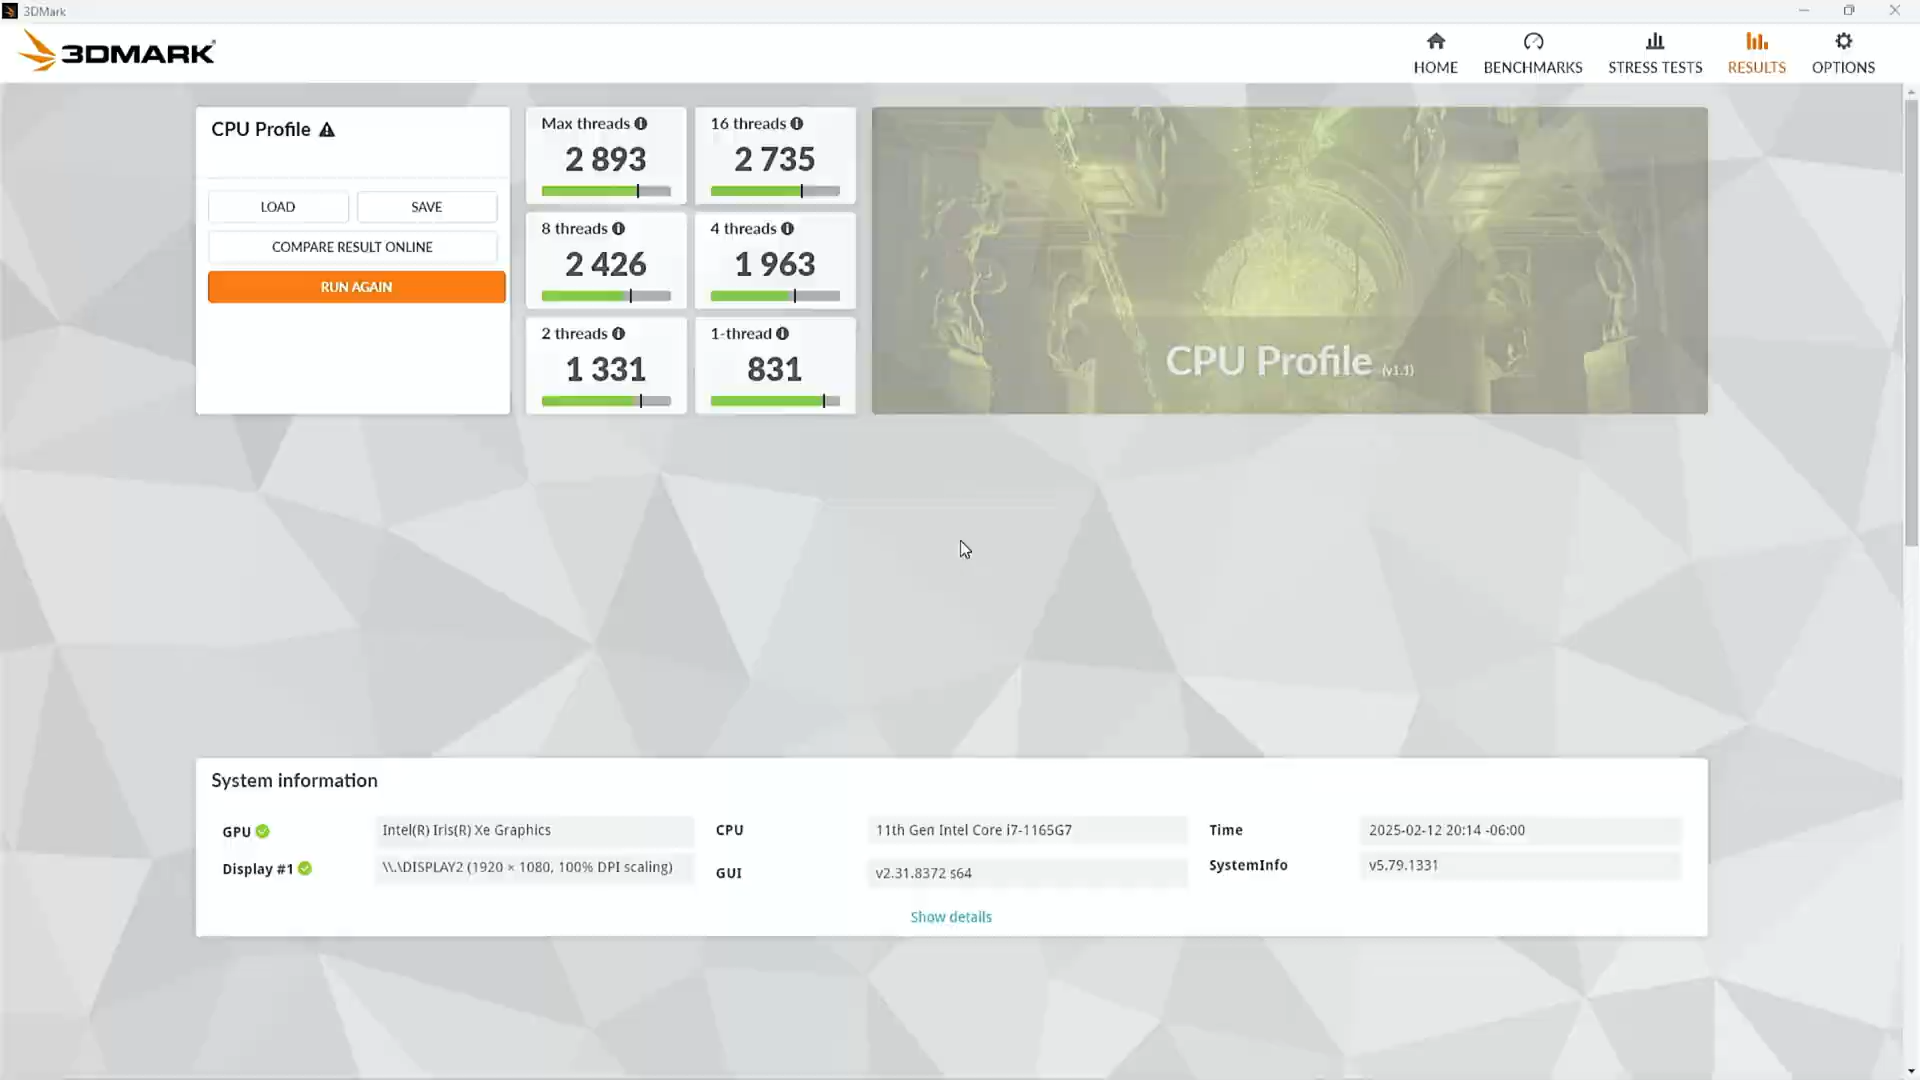 3DMark
3DMARK
HOME
BENCHMARKS
STRESS TESTS
RESULTS
OPTIONS
CPU Profile
LOAD
SAVE
COMPARE RESULT ONLINE
RUN AGAIN
Max threads
2 893
16 threads
2 735
8 threads
2 426
4 threads
1 963
2 threads
1 331
1-thread
831
CPU Profile (v1.1)
System information
GPU
Intel(R) Iris(R) Xe Graphics
Display #1
\\.\DISPLAY2 (1920 × 1080, 100% DPI scaling)
CPU
11th Gen Intel Core i7-1165G7
GUI
v2.31.8372 s64
Time
2025-02-12 20:14 -06:00
SystemInfo
v5.79.1331
Show details